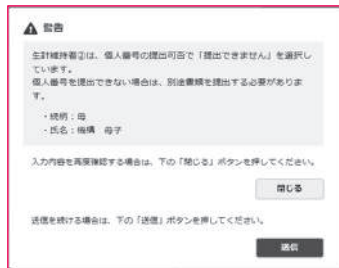 警告
生計維持者②は、個人番号の提出可否で「提出できません」を選択し
ています。
個人番号を提出できない場合は、別途書類を提出する必要がありま
す。
・続柄：母
・氏名：機構　母子
入力内容を再度確認する場合は、下の「閉じる」ボタンを押してください。
閉じる
送信を続ける場合は、下の「送信」ボタンを押してください。
送信